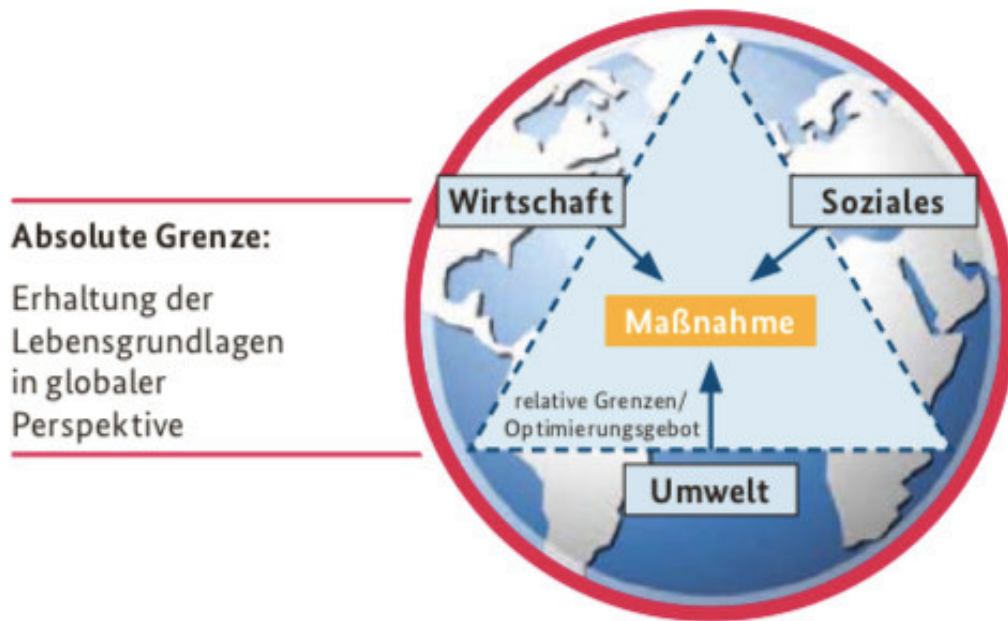 Absolute Grenze:
Erhaltung der
Lebensgrundlagen
in globaler
Perspektive
Wirtschaft
Soziales
Maßnahme
relative Grenzen/
Optimierungsgebot
Umwelt